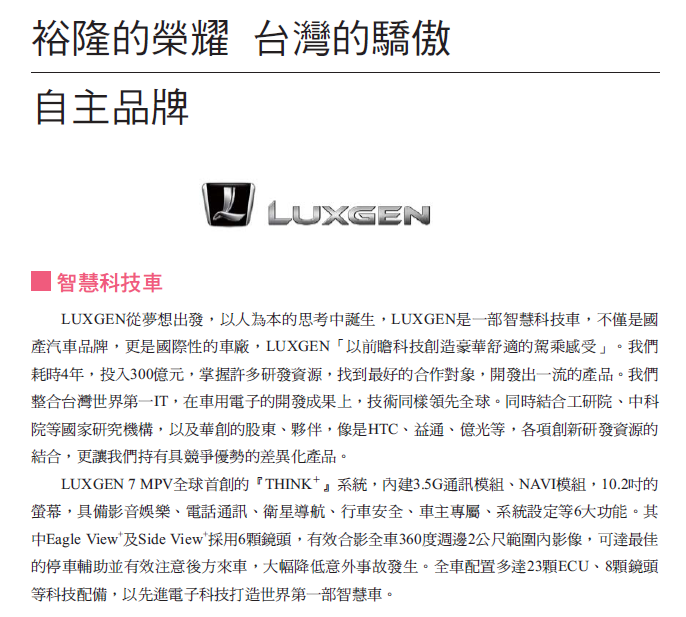 裕隆的榮耀 台灣的驕傲
自主品牌
L LUXGEN
智慧科技車
LUXGEN從夢想出發，以人為本的思考中誕生，LUXGEN是一部智慧科技車，不僅是國
產汽車品牌，更是國際性的車廠，LUXGEN「以前瞻科技創造豪華舒適的駕乘感受」。我們
耗時4年，投入300億元，掌握許多研發資源，找到最好的合作對象，開發出一流的產品。我們
整合台灣世界第一IT，在車用電子的開發成果上，技術同樣領先全球。同時結合工研院、中科
院等國家研究機構，以及華創的股東、夥伴，像是HTC、益通、億光等，各項創新研發資源的
結合，更讓我們持有具競爭優勢的差異化產品。
LUXGEN 7 MPV全球首創的『THINK⁺』系統，內建3.5G通訊模組、NAVI模組，10.2吋的
螢幕，具備影音娛樂、電話通訊、衛星導航、行車安全、車主專屬、系統設定等6大功能。其
中Eagle View⁺及Side View⁺採用6顆鏡頭，有效合影全車360度週邊2公尺範圍內影像，可達最佳
的停車輔助並有效注意後方來車，大幅降低意外事故發生。全車配置多達23顆ECU、8顆鏡頭
等科技配備，以先進電子科技打造世界第一部智慧車。